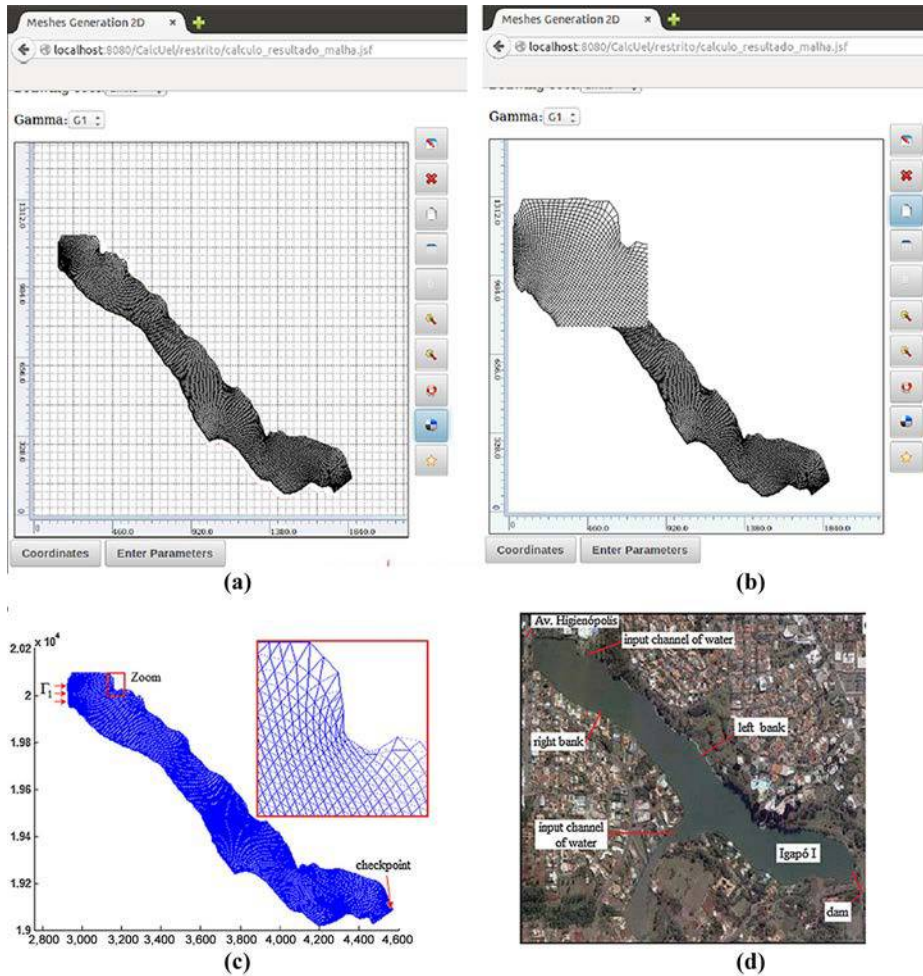 Meshes Generation 2D
localhost:8080/CalcUel/restrito/calculo_resultado_malha.jsf
Gamma: G1
1312.0
984.0
656.0
328.0
0
0
460.0
920.0
1380.0
1840.0
Coordinates
Enter Parameters
(a)
Meshes Generation 2D
localhost:8080/CalcUel/restrito/calculo_resultado_malha.jsf
Gamma: G1
1312.0
984.0
656.0
328.0
0
0
460.0
920.0
1380.0
1840.0
Coordinates
Enter Parameters
(b)
x 10⁴
2.02
2
1.98
1.96
1.94
1.92
1.9
Γ₁
Zoom
checkpoint
2,800
3,000
3,200
3,400
3,600
3,800
4,000
4,200
4,400
4,600
(c)
Av. Higienópolis
input channel of water
left bank
right bank
input channel
of water
Igapó I
dam
(d)